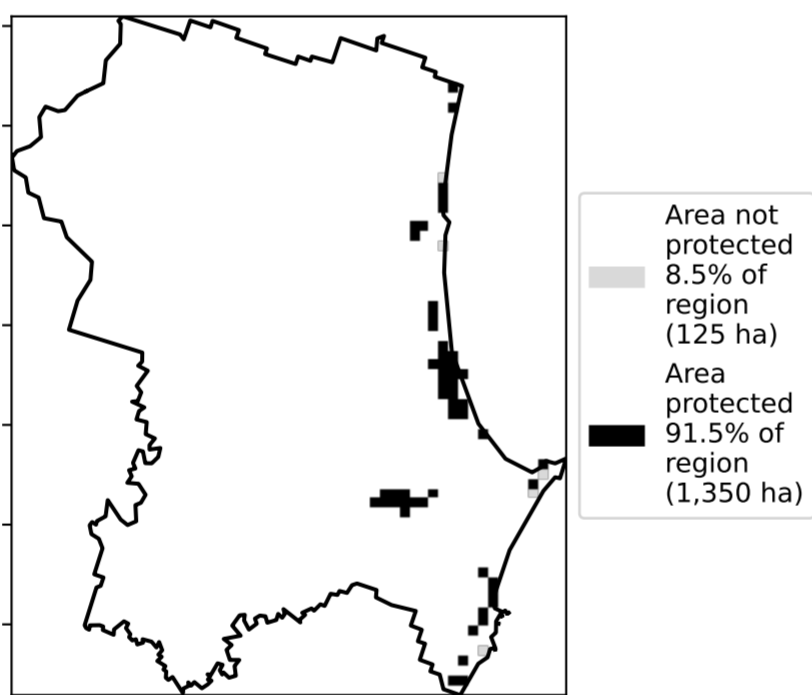 Area not
protected
8.5% of
region
(125 ha)
Area
protected
91.5% of
region
(1,350 ha)